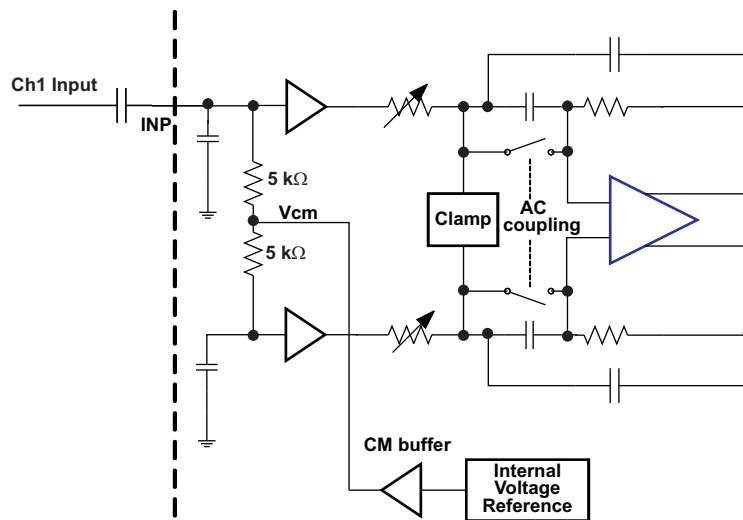 Ch1 Input
INP
5 kΩ
Vcm
5 kΩ
Clamp
AC
coupling
CM buffer
Internal
Voltage
Reference